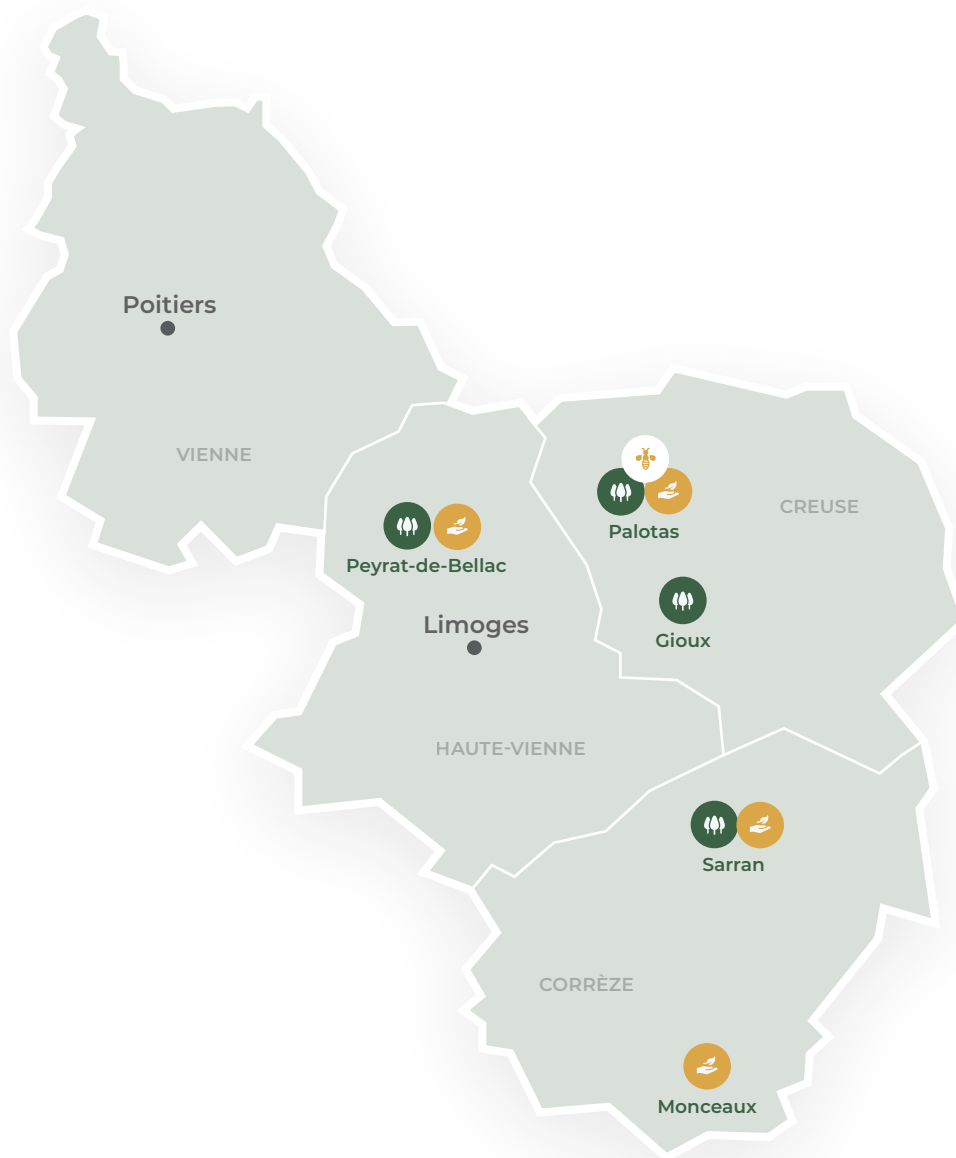 Poitiers
VIENNE
CREUSE
Palotas
Peyrat-de-Bellac
Limoges
Gioux
HAUTE-VIENNE
Sarran
CORRÈZE
Monceaux